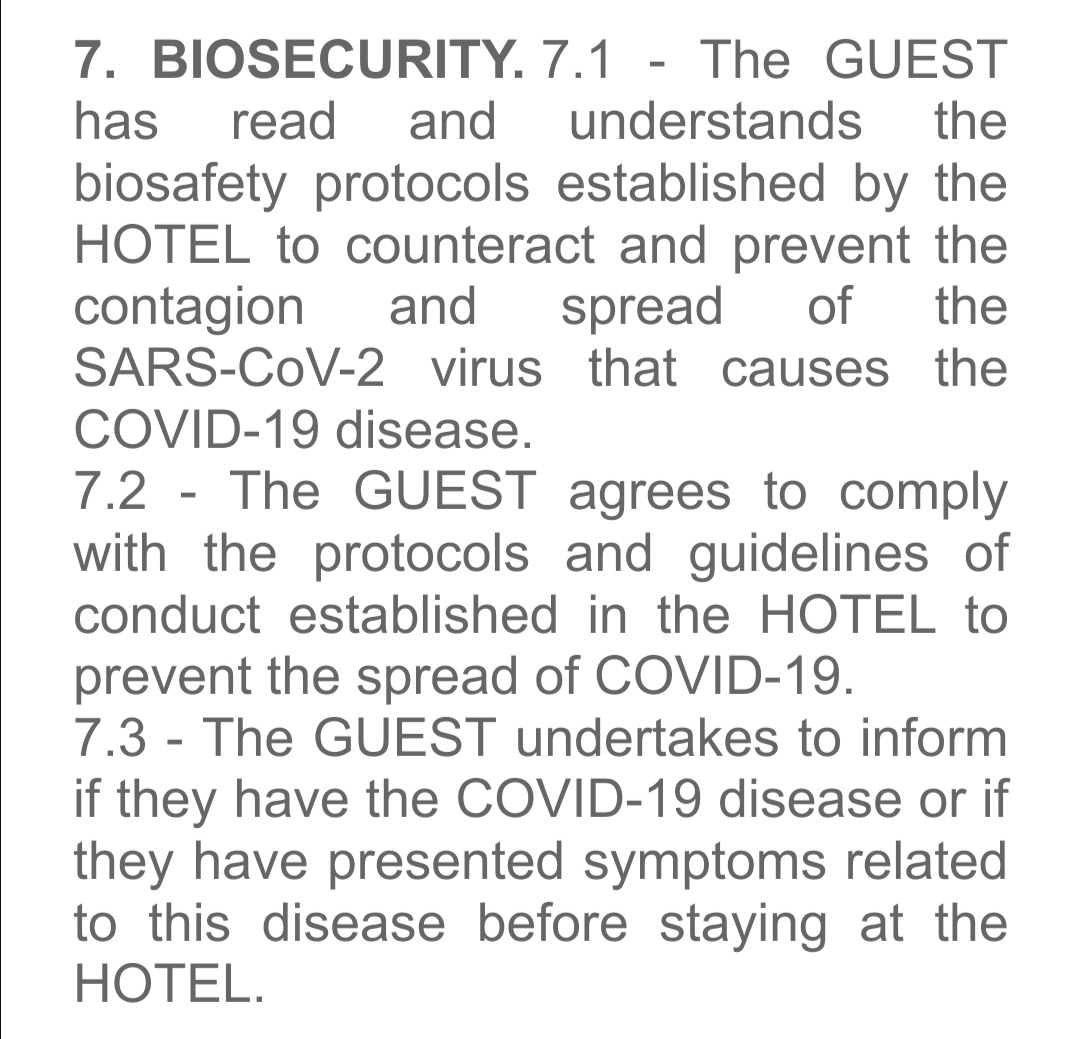 7. BIOSECURITY. 7.1 - The GUEST
has read and understands the
biosafety protocols established by the
HOTEL to counteract and prevent the
contagion and spread of the
SARS-CoV-2 virus that causes the
COVID-19 disease.
7.2 - The GUEST agrees to comply
with the protocols and guidelines of
conduct established in the HOTEL to
prevent the spread of COVID-19.
7.3 - The GUEST undertakes to inform
if they have the COVID-19 disease or if
they have presented symptoms related
to this disease before staying at the
HOTEL.